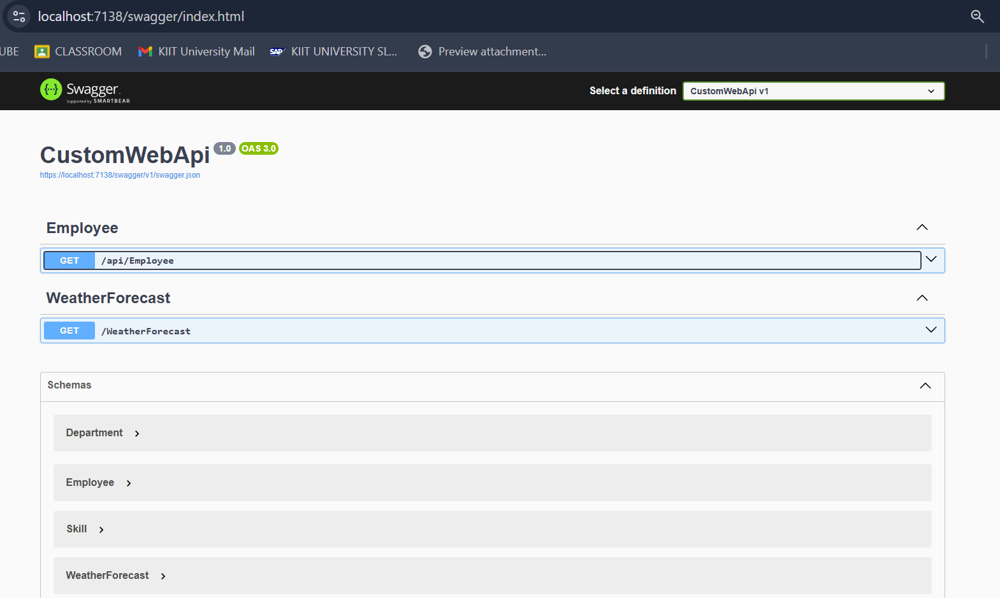 localhost:7138/swagger/index.html
UBE CLASSROOM KIIT University Mail SAP KIIT UNIVERSITY SL... Preview attachment...
{···} Swagger Select a definition CustomWebApi v1
Supported by SMARTBEAR
CustomWebApi 1.0 OAS 3.0
https://localhost:7138/swagger/v1/swagger.json
Employee
GET /api/Employee
WeatherForecast
GET /WeatherForecast
Schemas
Department
Employee
Skill
WeatherForecast